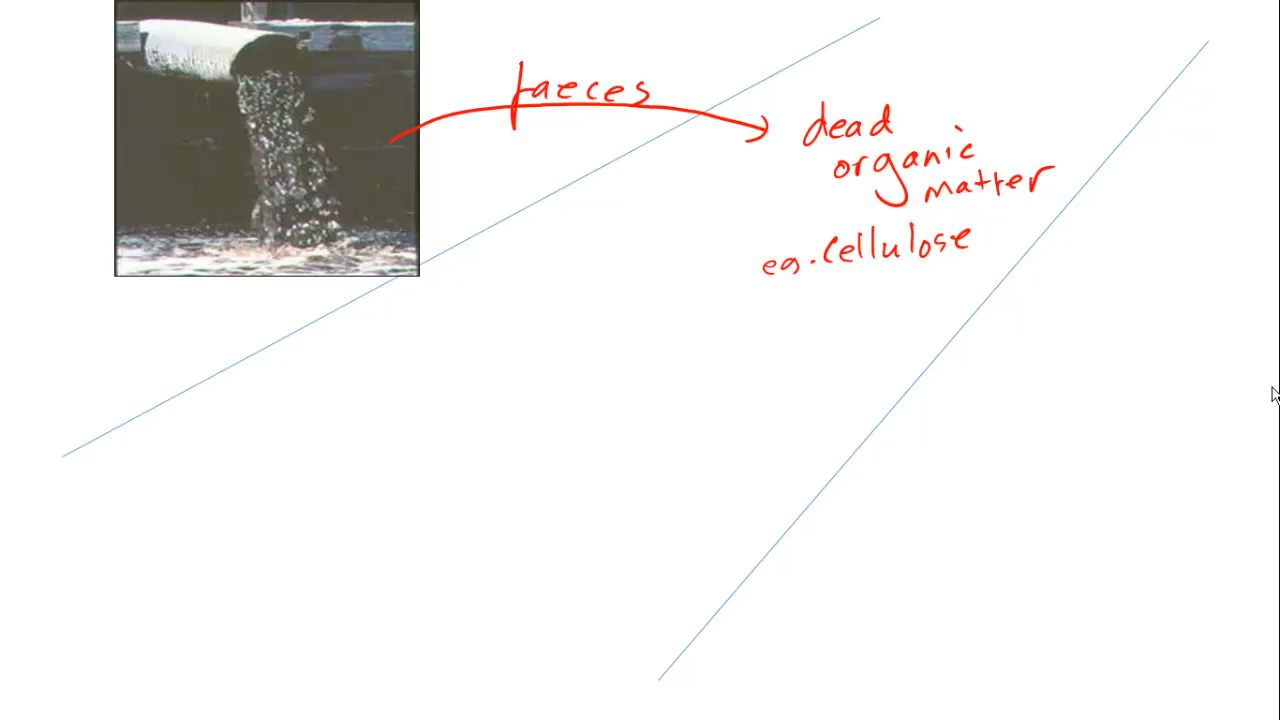 faeces
dead
organic
matter
eg. cellulose